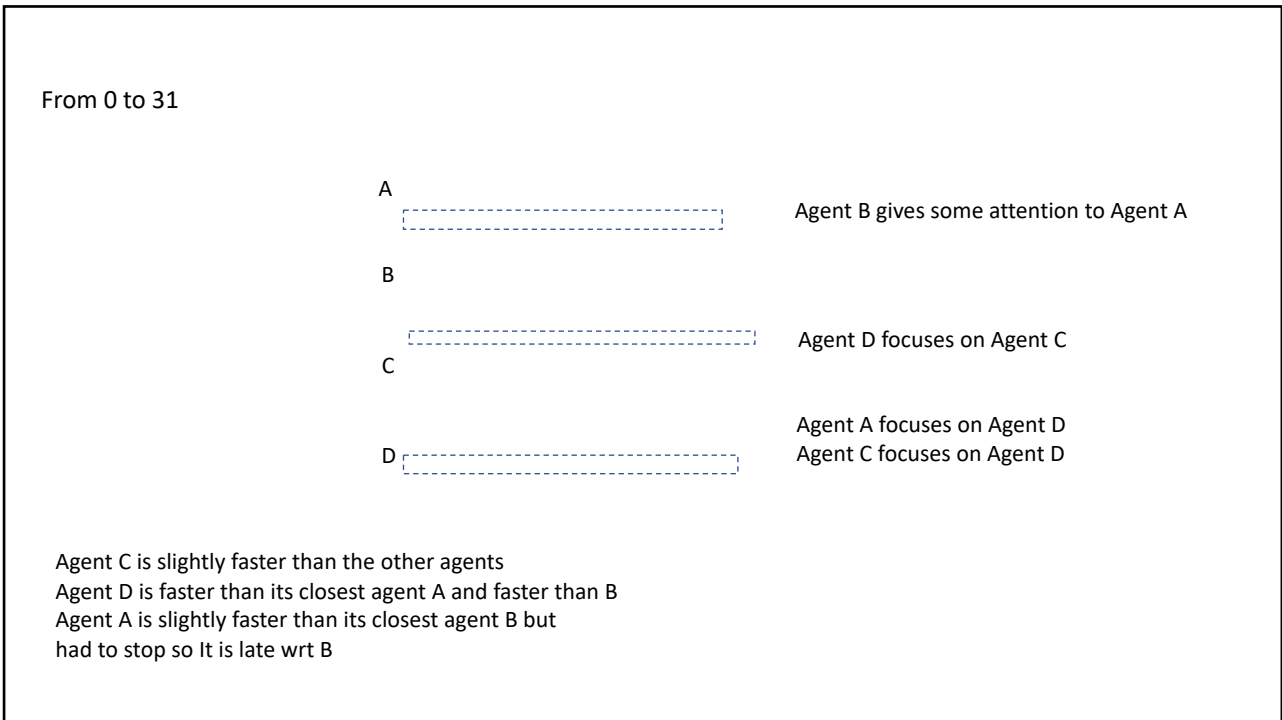 From 0 to 31
A
Agent B gives some attention to Agent A
B
Agent D focuses on Agent C
C
Agent A focuses on Agent D
D
Agent C focuses on Agent D
Agent C is slightly faster than the other agents
Agent D is faster than its closest agent A and faster than B
Agent A is slightly faster than its closest agent B but
had to stop so It is late wrt B